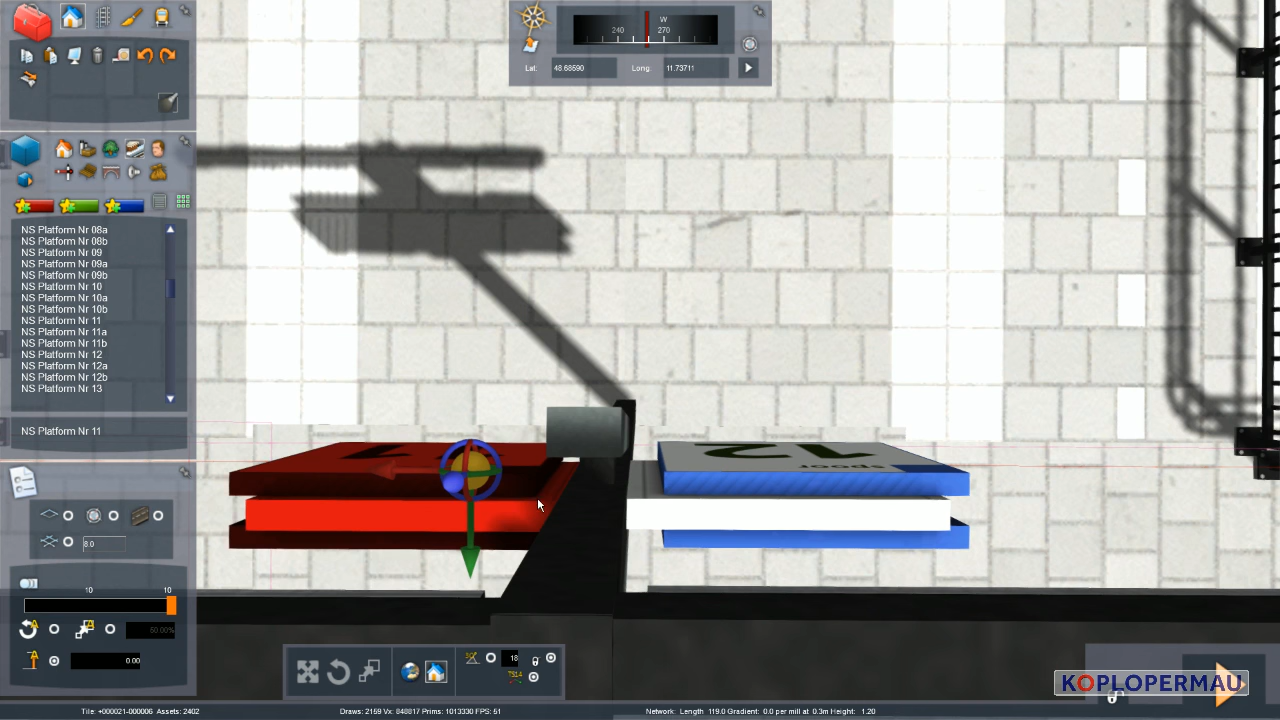 W
240 270
Lat: 48.68590 Long: 11.73711
NS Platform Nr 08a
NS Platform Nr 08b
NS Platform Nr 09
NS Platform Nr 09a
NS Platform Nr 09b
NS Platform Nr 10
NS Platform Nr 10a
NS Platform Nr 10b
NS Platform Nr 11
NS Platform Nr 11a
NS Platform Nr 11b
NS Platform Nr 12
NS Platform Nr 12a
NS Platform Nr 12b
NS Platform Nr 13
NS Platform Nr 11
12
spoor
8.0
10 10
50.00%
0.00
18
TS14
KOPLOPERMAU
Tile: +000021-000006 Assets: 2402 Draws: 2159 Vx: 848817 Prims: 1013330 FPS: 51 Network: Length 119.0 Gradient: 0.0 per mill at 0.3m Height: 1.20